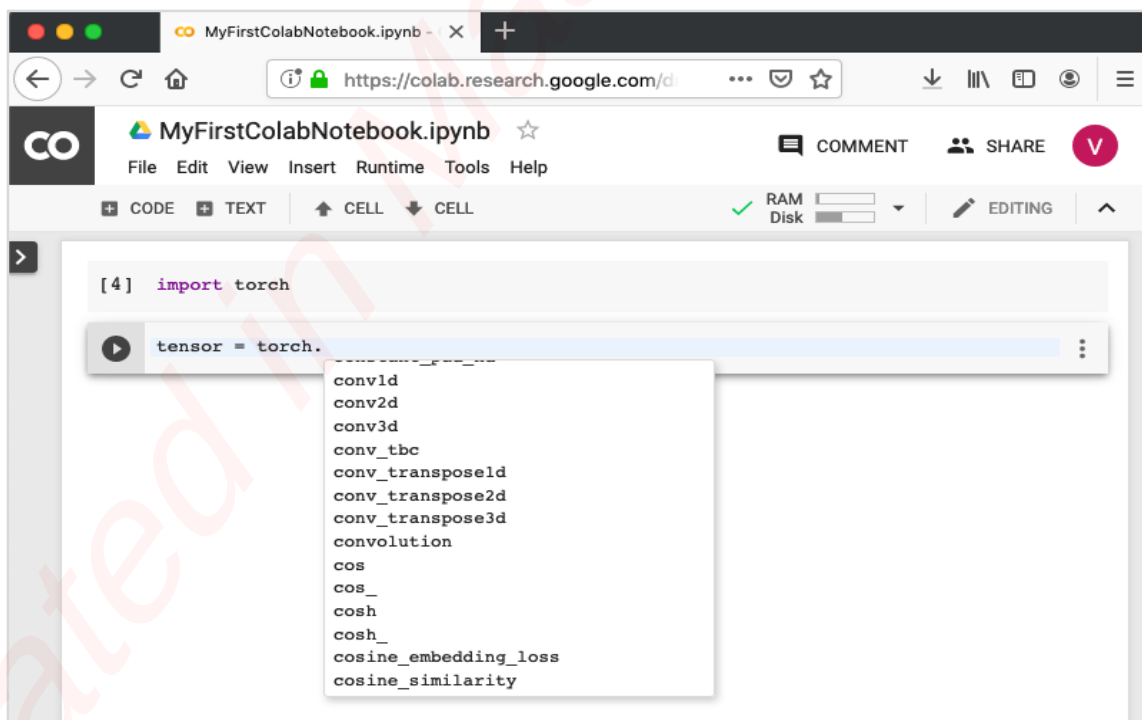 MyFirstColabNotebook.ipynb -
https://colab.research.google.com/d
CO MyFirstColabNotebook.ipynb
COMMENT SHARE V
File Edit View Insert Runtime Tools Help
CODE TEXT CELL CELL RAM Disk EDITING
[4] import torch
tensor = torch.
conv1d
conv2d
conv3d
conv_tbc
conv_transpose1d
conv_transpose2d
conv_transpose3d
convolution
cos
cos_
cosh
cosh_
cosine_embedding_loss
cosine_similarity